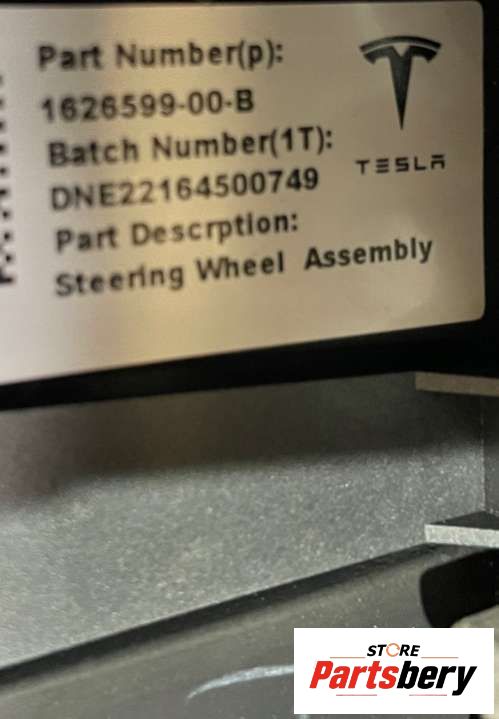 Part Number(p):
1626599-00-B
Batch Number(1T):
DNE22164500749
Part Descrption:
Steering Wheel Assembly
TESLA
STORE
Partsbery